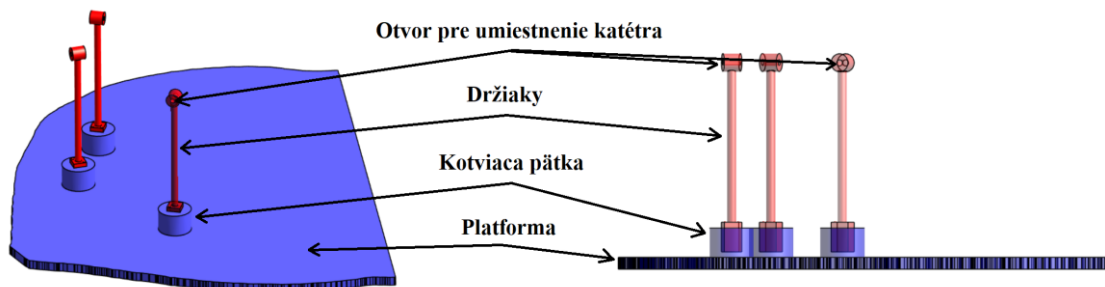 Otvor pre umiestnenie katétra
Držiaky
Kotviaca pätka
Platforma